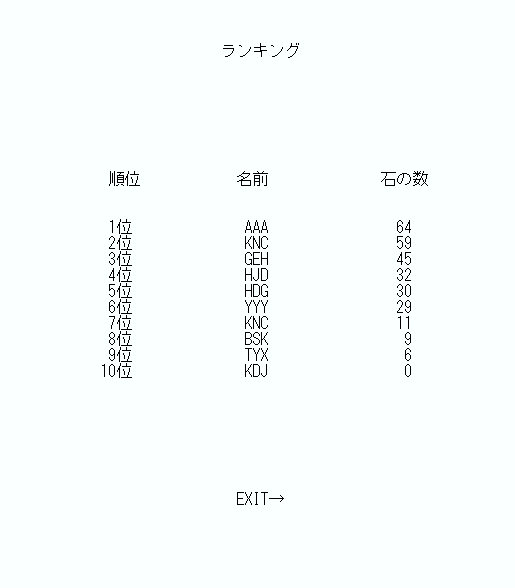 ランキング
順位 名前 石の数
1位 AAA 64
2位 KNC 59
3位 GEH 45
4位 HJD 32
5位 HDG 30
6位 YYY 29
7位 KNC 11
8位 BSK 9
9位 TYX 6
10位 KDJ 0
EXIT→